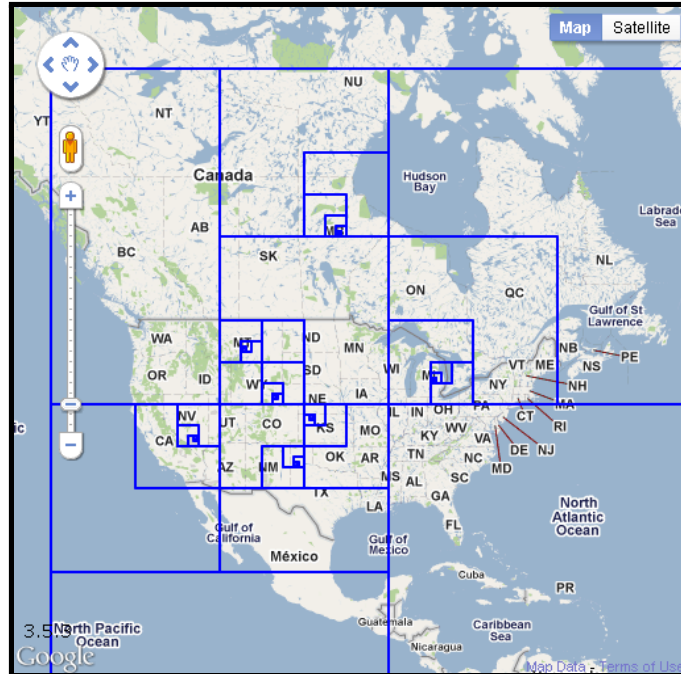 Map Satellite
NU
YT
NT
Canada
Hudson
Bay
Labrador
Sea
AB
BC
SK
NL
ON
QC
Gulf of St
Lawrence
WA
ND
MN
NB
PE
OR
ID
SD
WI
VT
ME
NS
WY
NY
NH
NE
IA
MA
NV
IL
IN
OH
PA
CT
RI
UT
CO
KS
MO
KY
WV
VA
CA
DE
NJ
AZ
NM
OK
AR
TN
NC
MD
MS
AL
SC
TX
LA
GA
North
Atlantic
Ocean
FL
Gulf of
California
Gulf of
Mexico
México
Cuba
PR
3.5.3
North Pacific
Ocean
Guatemala
Caribbean
Sea
Nicaragua
Google
Map Data - Terms of Use